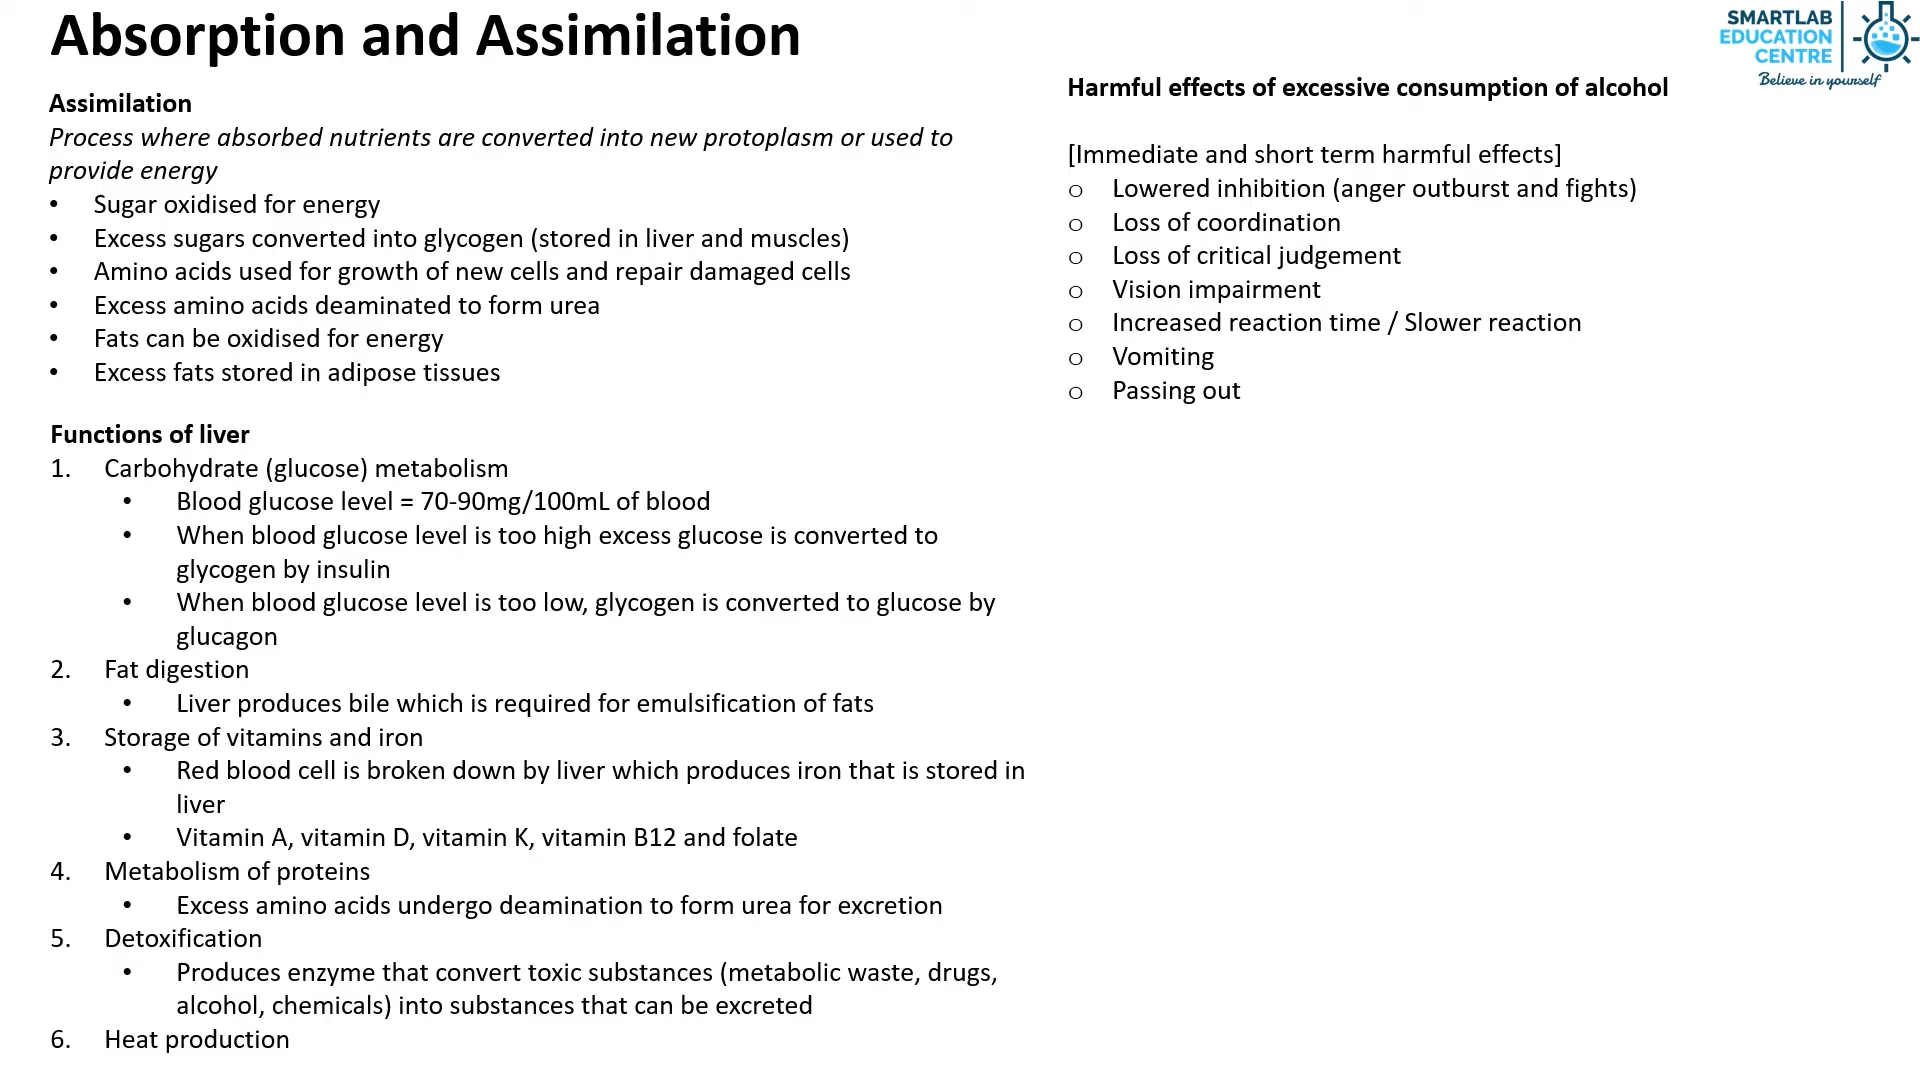 Absorption and Assimilation
SMARTLAB
EDUCATION
CENTRE
Believe in yourself
Assimilation
Process where absorbed nutrients are converted into new protoplasm or used to
provide energy
• Sugar oxidised for energy
• Excess sugars converted into glycogen (stored in liver and muscles)
• Amino acids used for growth of new cells and repair damaged cells
• Excess amino acids deaminated to form urea
• Fats can be oxidised for energy
• Excess fats stored in adipose tissues
Functions of liver
1. Carbohydrate (glucose) metabolism
• Blood glucose level = 70-90mg/100mL of blood
• When blood glucose level is too high excess glucose is converted to
glycogen by insulin
• When blood glucose level is too low, glycogen is converted to glucose by
glucagon
2. Fat digestion
• Liver produces bile which is required for emulsification of fats
3. Storage of vitamins and iron
• Red blood cell is broken down by liver which produces iron that is stored in
liver
• Vitamin A, vitamin D, vitamin K, vitamin B12 and folate
4. Metabolism of proteins
• Excess amino acids undergo deamination to form urea for excretion
5. Detoxification
• Produces enzyme that convert toxic substances (metabolic waste, drugs,
alcohol, chemicals) into substances that can be excreted
6. Heat production
Harmful effects of excessive consumption of alcohol
[Immediate and short term harmful effects]
o Lowered inhibition (anger outburst and fights)
o Loss of coordination
o Loss of critical judgement
o Vision impairment
o Increased reaction time / Slower reaction
o Vomiting
o Passing out